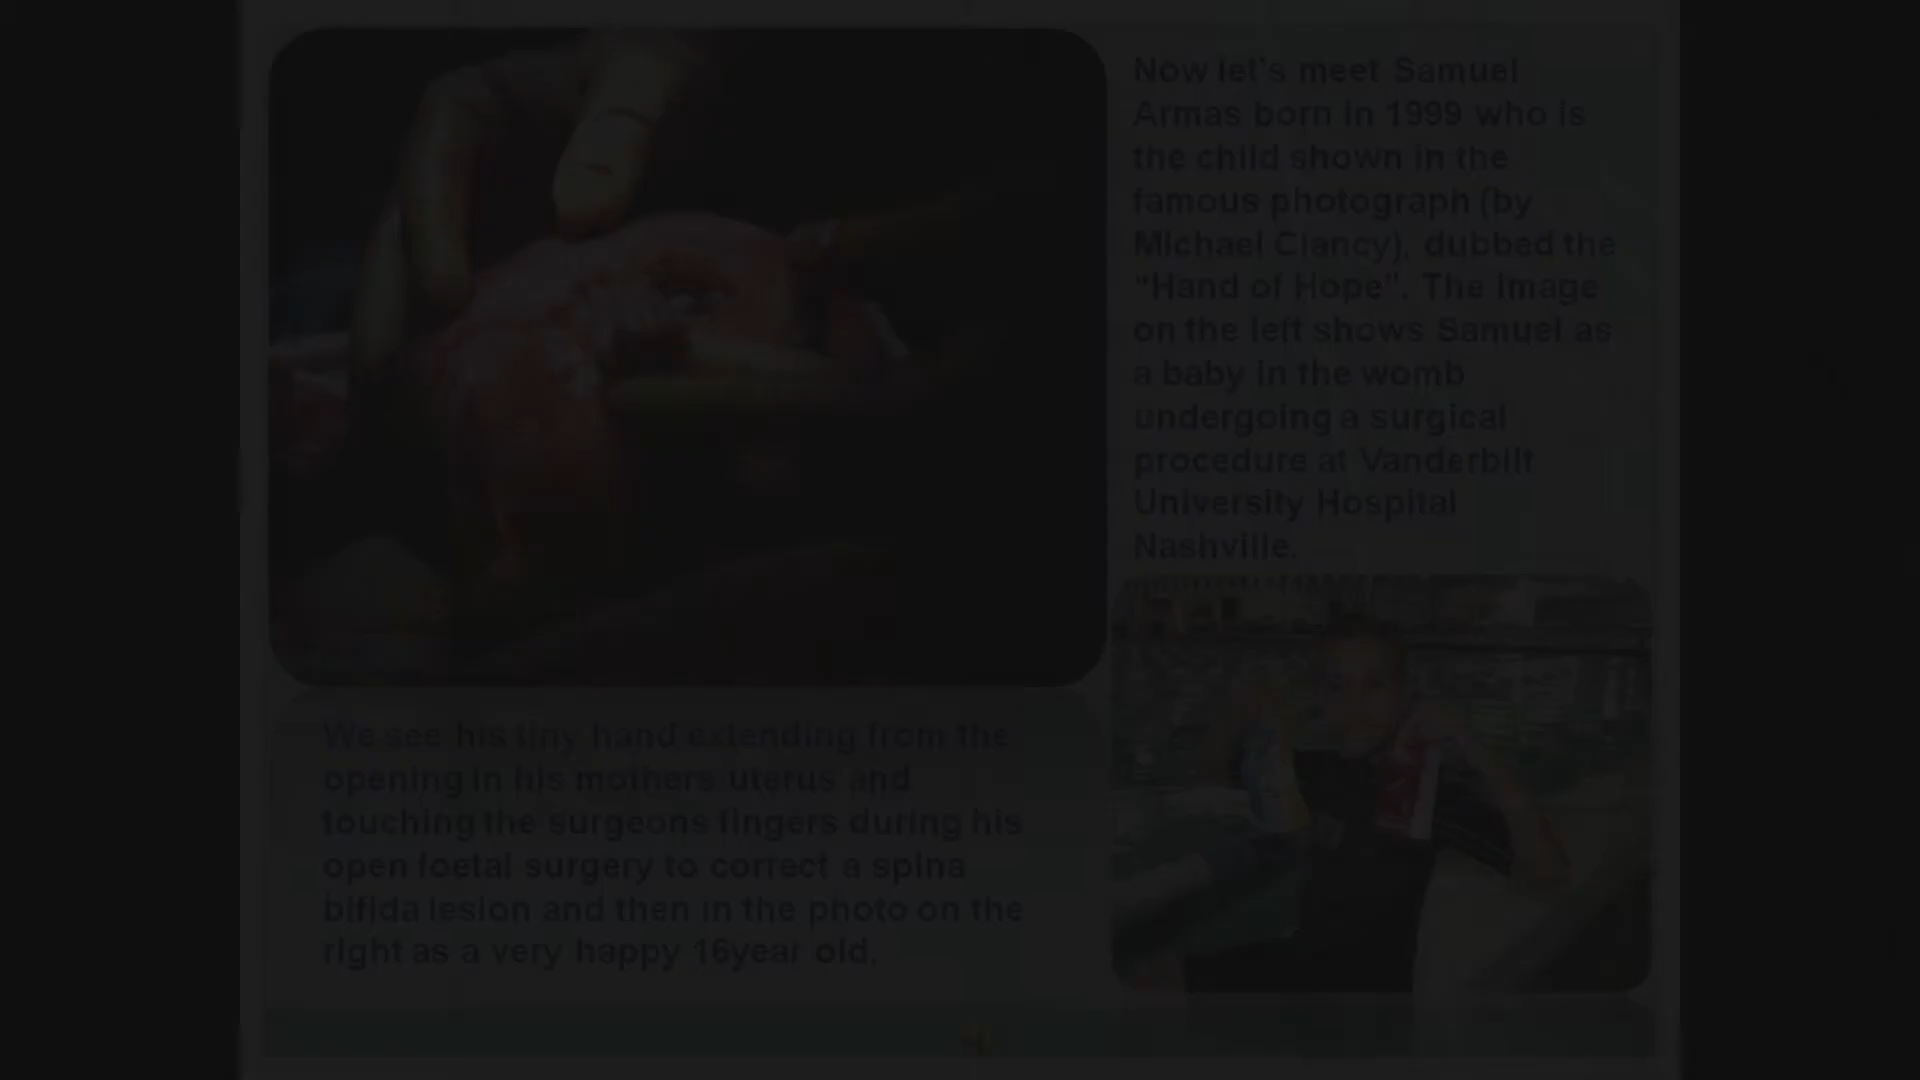 Now let's meet Samuel
Armas born in 1999 who is
the child shown in the
famous photograph (by
Michael Clancy), dubbed the
"Hand of Hope". The image
on the left shows Samuel as
a baby in the womb
undergoing a surgical
procedure at Vanderbilt
University Hospital
Nashville.
We see his tiny hand extending from the
opening in his mothers uterus and
touching the surgeons fingers during his
open foetal surgery to correct a spina
bifida lesion and then in the photo on the
right as a very happy 16year old.